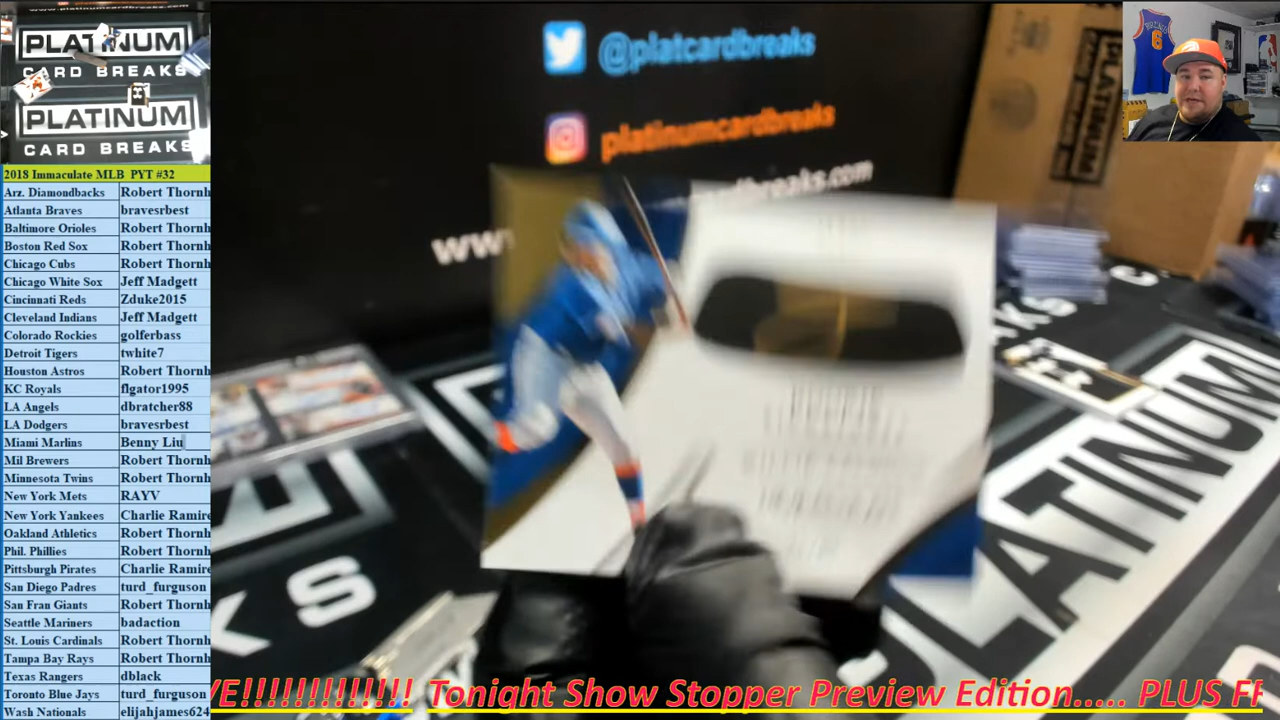 PLATINUM
CARD BREAKS
PLATINUM
CARD BREAKS
2018 Immaculate MLB PYT #32
Arz. Diamondbacks Robert Thornh
Atlanta Braves bravesrbest
Baltimore Orioles Robert Thornh
Boston Red Sox Robert Thornh
Chicago Cubs Robert Thornh
Chicago White Sox Jeff Madgett
Cincinnati Reds Zduke2015
Cleveland Indians Jeff Madgett
Colorado Rockies golferbass
Detroit Tigers twhite7
Houston Astros Robert Thornh
KC Royals flgator1995
LA Angels dbratcher88
LA Dodgers bravesrbest
Miami Marlins Benny Liu
Mil Brewers Robert Thornh
Minnesota Twins Robert Thornh
New York Mets RAYV
New York Yankees Charlie Ramire
Oakland Athletics Robert Thornh
Phil. Phillies Robert Thornh
Pittsburgh Pirates Charlie Ramire
San Diego Padres turd_furguson
San Fran Giants Robert Thornh
Seattle Mariners badaction
St. Louis Cardinals Robert Thornh
Tampa Bay Rays Robert Thornh
Texas Rangers dblack
Toronto Blue Jays turd_furguson
Wash Nationals elijahjames624
@platcardbreaks
platinumcardbreaks
www. cardbreaks.com
PLATINUM
CARD BREAKS
6
PLATINUM
KS
VE!!!!!!!!!!!!! Tonight Show Stopper Preview Edition..... PLUS FR